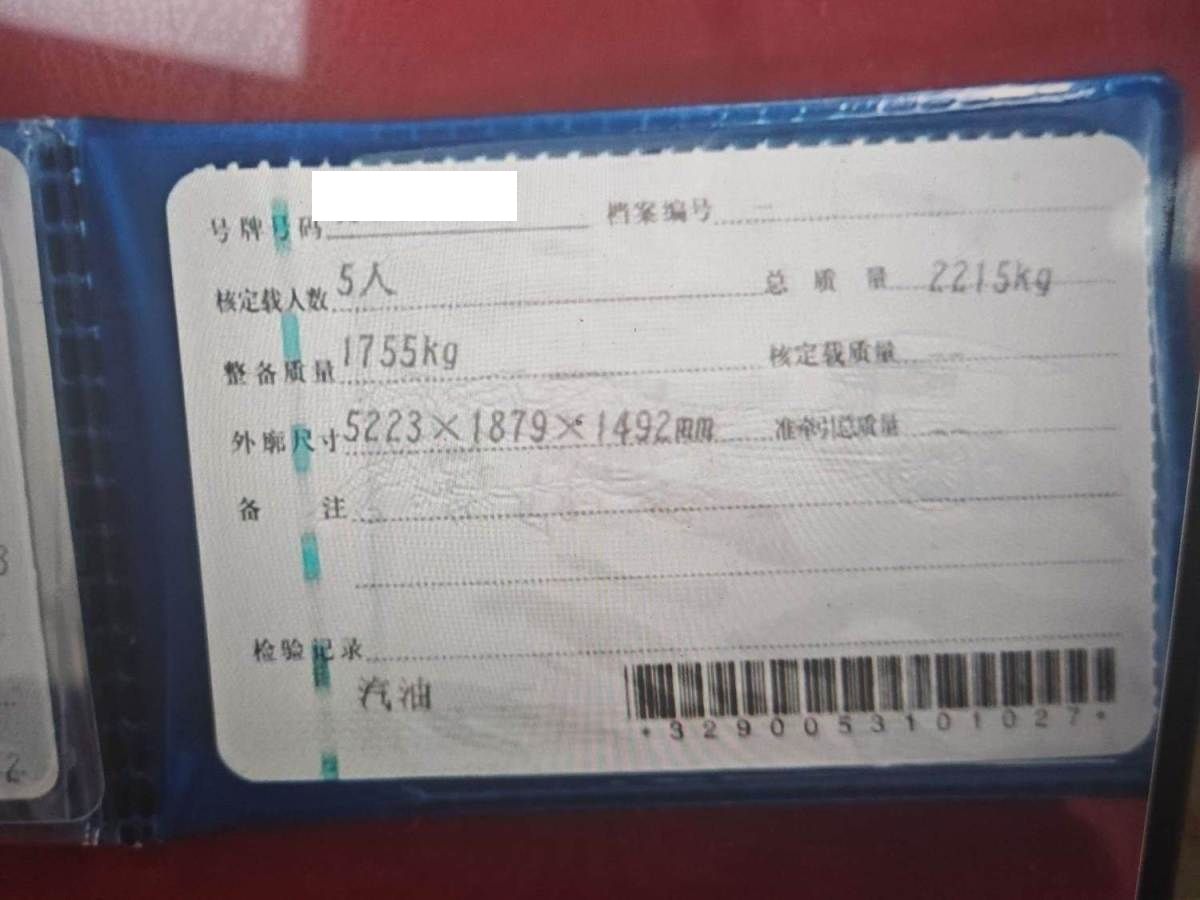 号牌号码 档案编号 —
核定载人数 5人 总质量 2215kg
整备质量 1755kg 核定载质量 --
外廓尺寸 5223×1879×1492mm 准牵引总质量 --
备注
检验记录
汽油
*3290053101027*
8
2